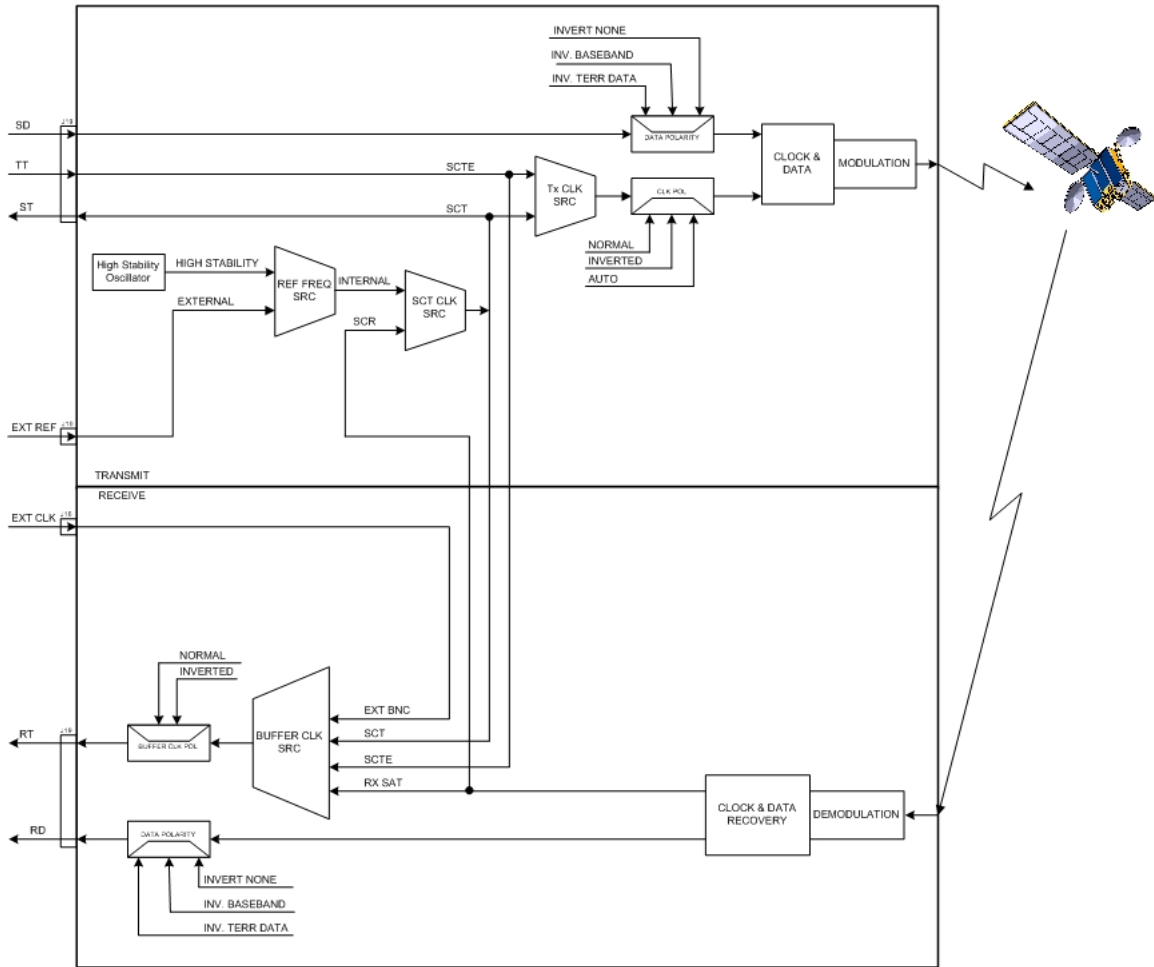 INVERT NONE
INV. BASEBAND
INV. TERR DATA
J19
SD
DATA POLARITY
CLOCK &
DATA
MODULATION
TT
SCTE
Tx CLK
SRC
CLK POL
ST
SCT
NORMAL
INVERTED
AUTO
High Stability
Oscillator
HIGH STABILITY
REF FREQ
SRC
INTERNAL
SCT CLK
SRC
EXTERNAL
SCR
EXT REF
TRANSMIT
RECEIVE
EXT CLK
NORMAL
INVERTED
EXT BNC
J19
RT
BUFFER CLK POL
BUFFER CLK
SRC
SCT
SCTE
RX SAT
CLOCK & DATA
RECOVERY
DEMODULATION
RD
DATA POLARITY
INVERT NONE
INV. BASEBAND
INV. TERR DATA